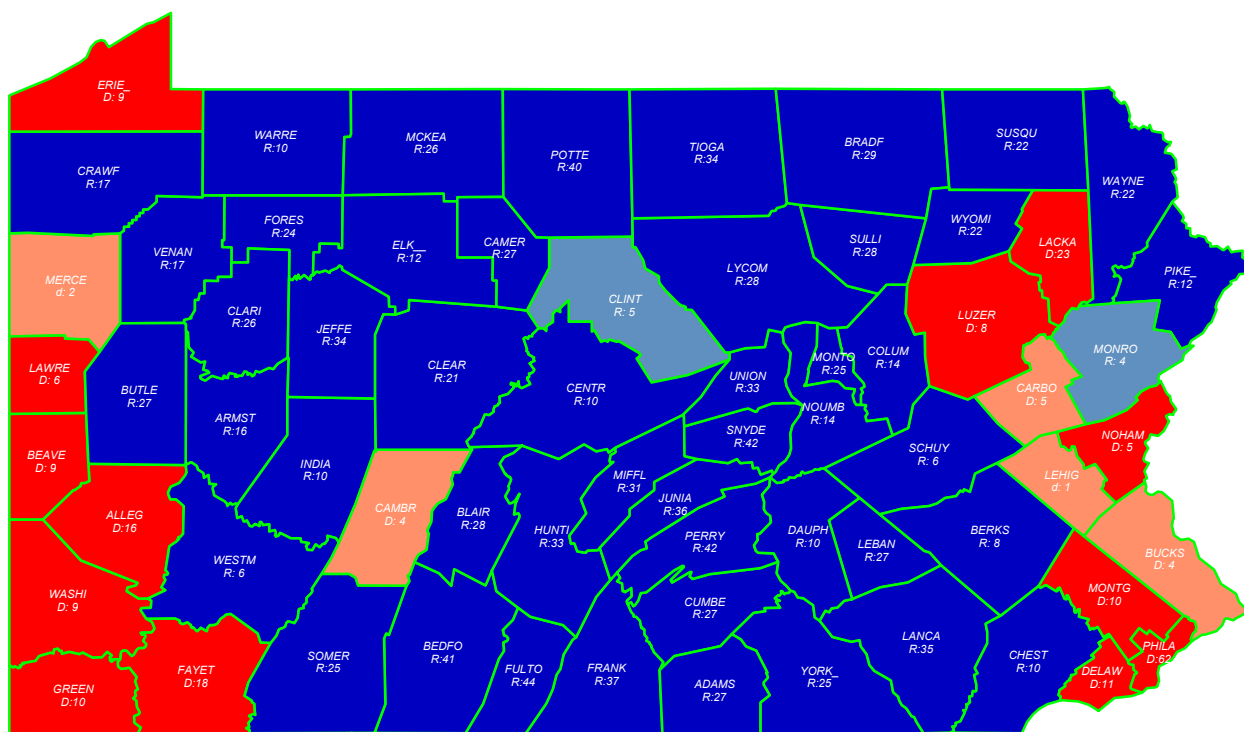 ERIE_
D: 9
WARRE
R:10
MCKEA
R:26
POTTE
R:40
TIOGA
R:34
BRADF
R:29
SUSQU
R:22
CRAWF
R:17
WAYNE
R:22
FORES
R:24
WYOMI
R:22
VENAN
R:17
ELK__
R:12
CAMER
R:27
SULLI
R:28
LACKA
D:23
MERCE
d: 2
LYCOM
R:28
PIKE_
R:12
CLARI
R:26
CLINT
R: 5
LUZER
D: 8
JEFFE
R:34
MONRO
R: 4
LAWRE
D: 6
CLEAR
R:21
MONTO
R:25
COLUM
R:14
BUTLE
R:27
CENTR
R:10
UNION
R:33
CARBO
D: 5
ARMST
R:16
NOUMB
R:14
SNYDE
R:42
NOHAM
D: 5
BEAVE
D: 9
INDIA
R:10
SCHUY
R: 6
MIFFL
R:31
LEHIG
d: 1
JUNIA
R:36
ALLEG
D:16
CAMBR
D: 4
BLAIR
R:28
HUNTI
R:33
DAUPH
R:10
BERKS
R: 8
PERRY
R:42
LEBAN
R:27
BUCKS
D: 4
WESTM
R: 6
WASHI
D: 9
MONTG
D:10
CUMBE
R:27
LANCA
R:35
BEDFO
R:41
PHILA
D:62
SOMER
R:25
CHEST
R:10
FAYET
D:18
FULTO
R:44
FRANK
R:37
YORK_
R:25
DELAW
D:11
ADAMS
R:27
GREEN
D:10